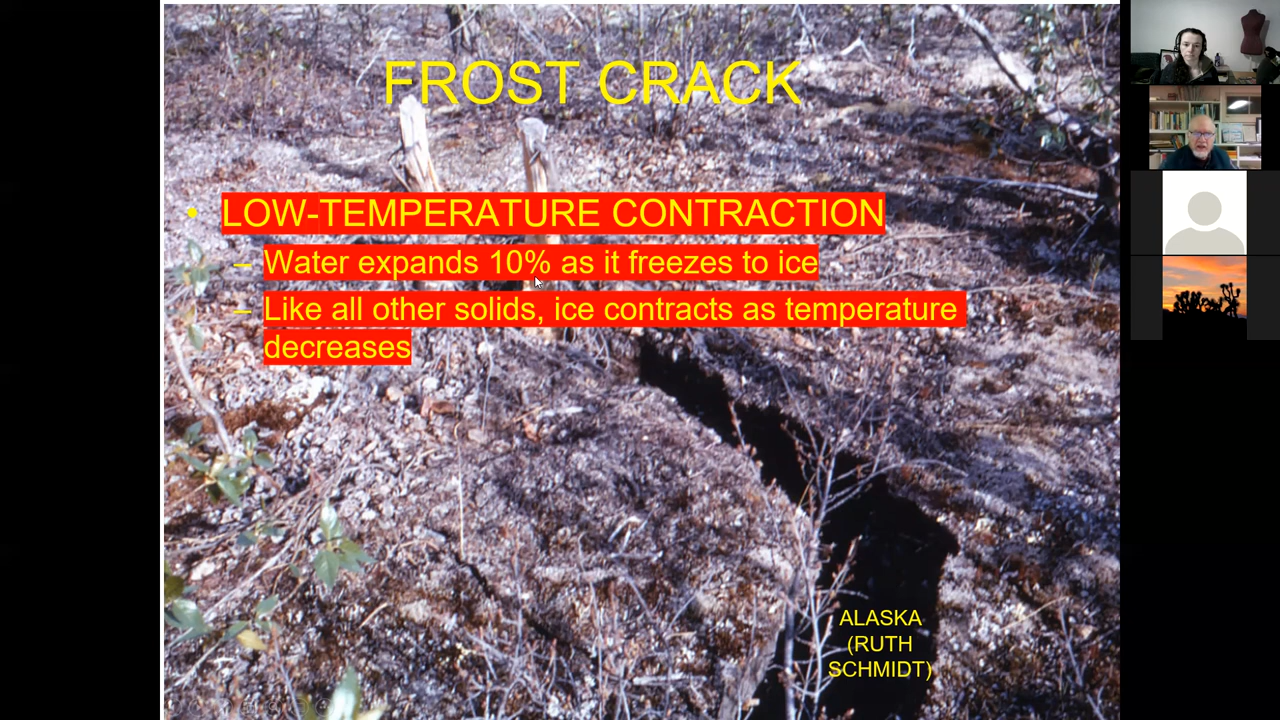 FROST CRACK
• LOW-TEMPERATURE CONTRACTION
– Water expands 10% as it freezes to ice
– Like all other solids, ice contracts as temperature
decreases
ALASKA
(RUTH
SCHMIDT)